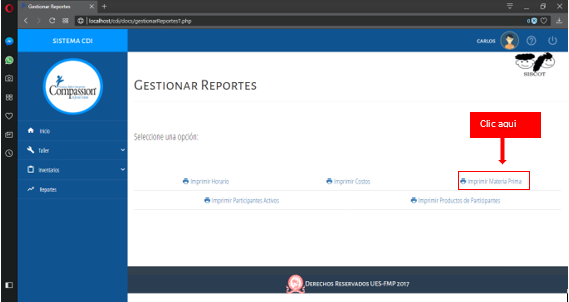 Gestionar Reportes
localhost/cdi/docs/gestionarReportes1.php
SISTEMA CDI
CARLOS
Compassion
BISCOT
GESTIONAR REPORTES
Inicio
Taller
Inventarios
Reportes
Seleccione una opción:
Clic aqui
Imprimir Horario
Imprimir Costos
Imprimir Materia Prima
Imprimir Participantes Activos
Imprimir Productos de Participantes
DERECHOS RESERVADOS UES-FMP 2017